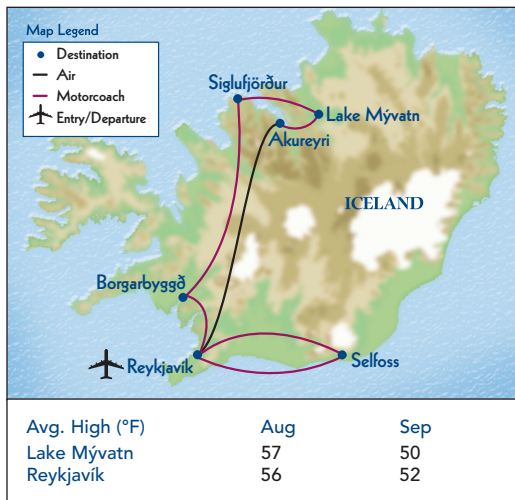 Map Legend
Destination
Air
Motorcoach
Entry/Departure
Siglufjörður
Lake Mývatn
Akureyri
ICELAND
Borgarbyggð
Reykjavík
Selfoss
Avg. High (°F) Aug Sep
Lake Mývatn 57 50
Reykjavík 56 52